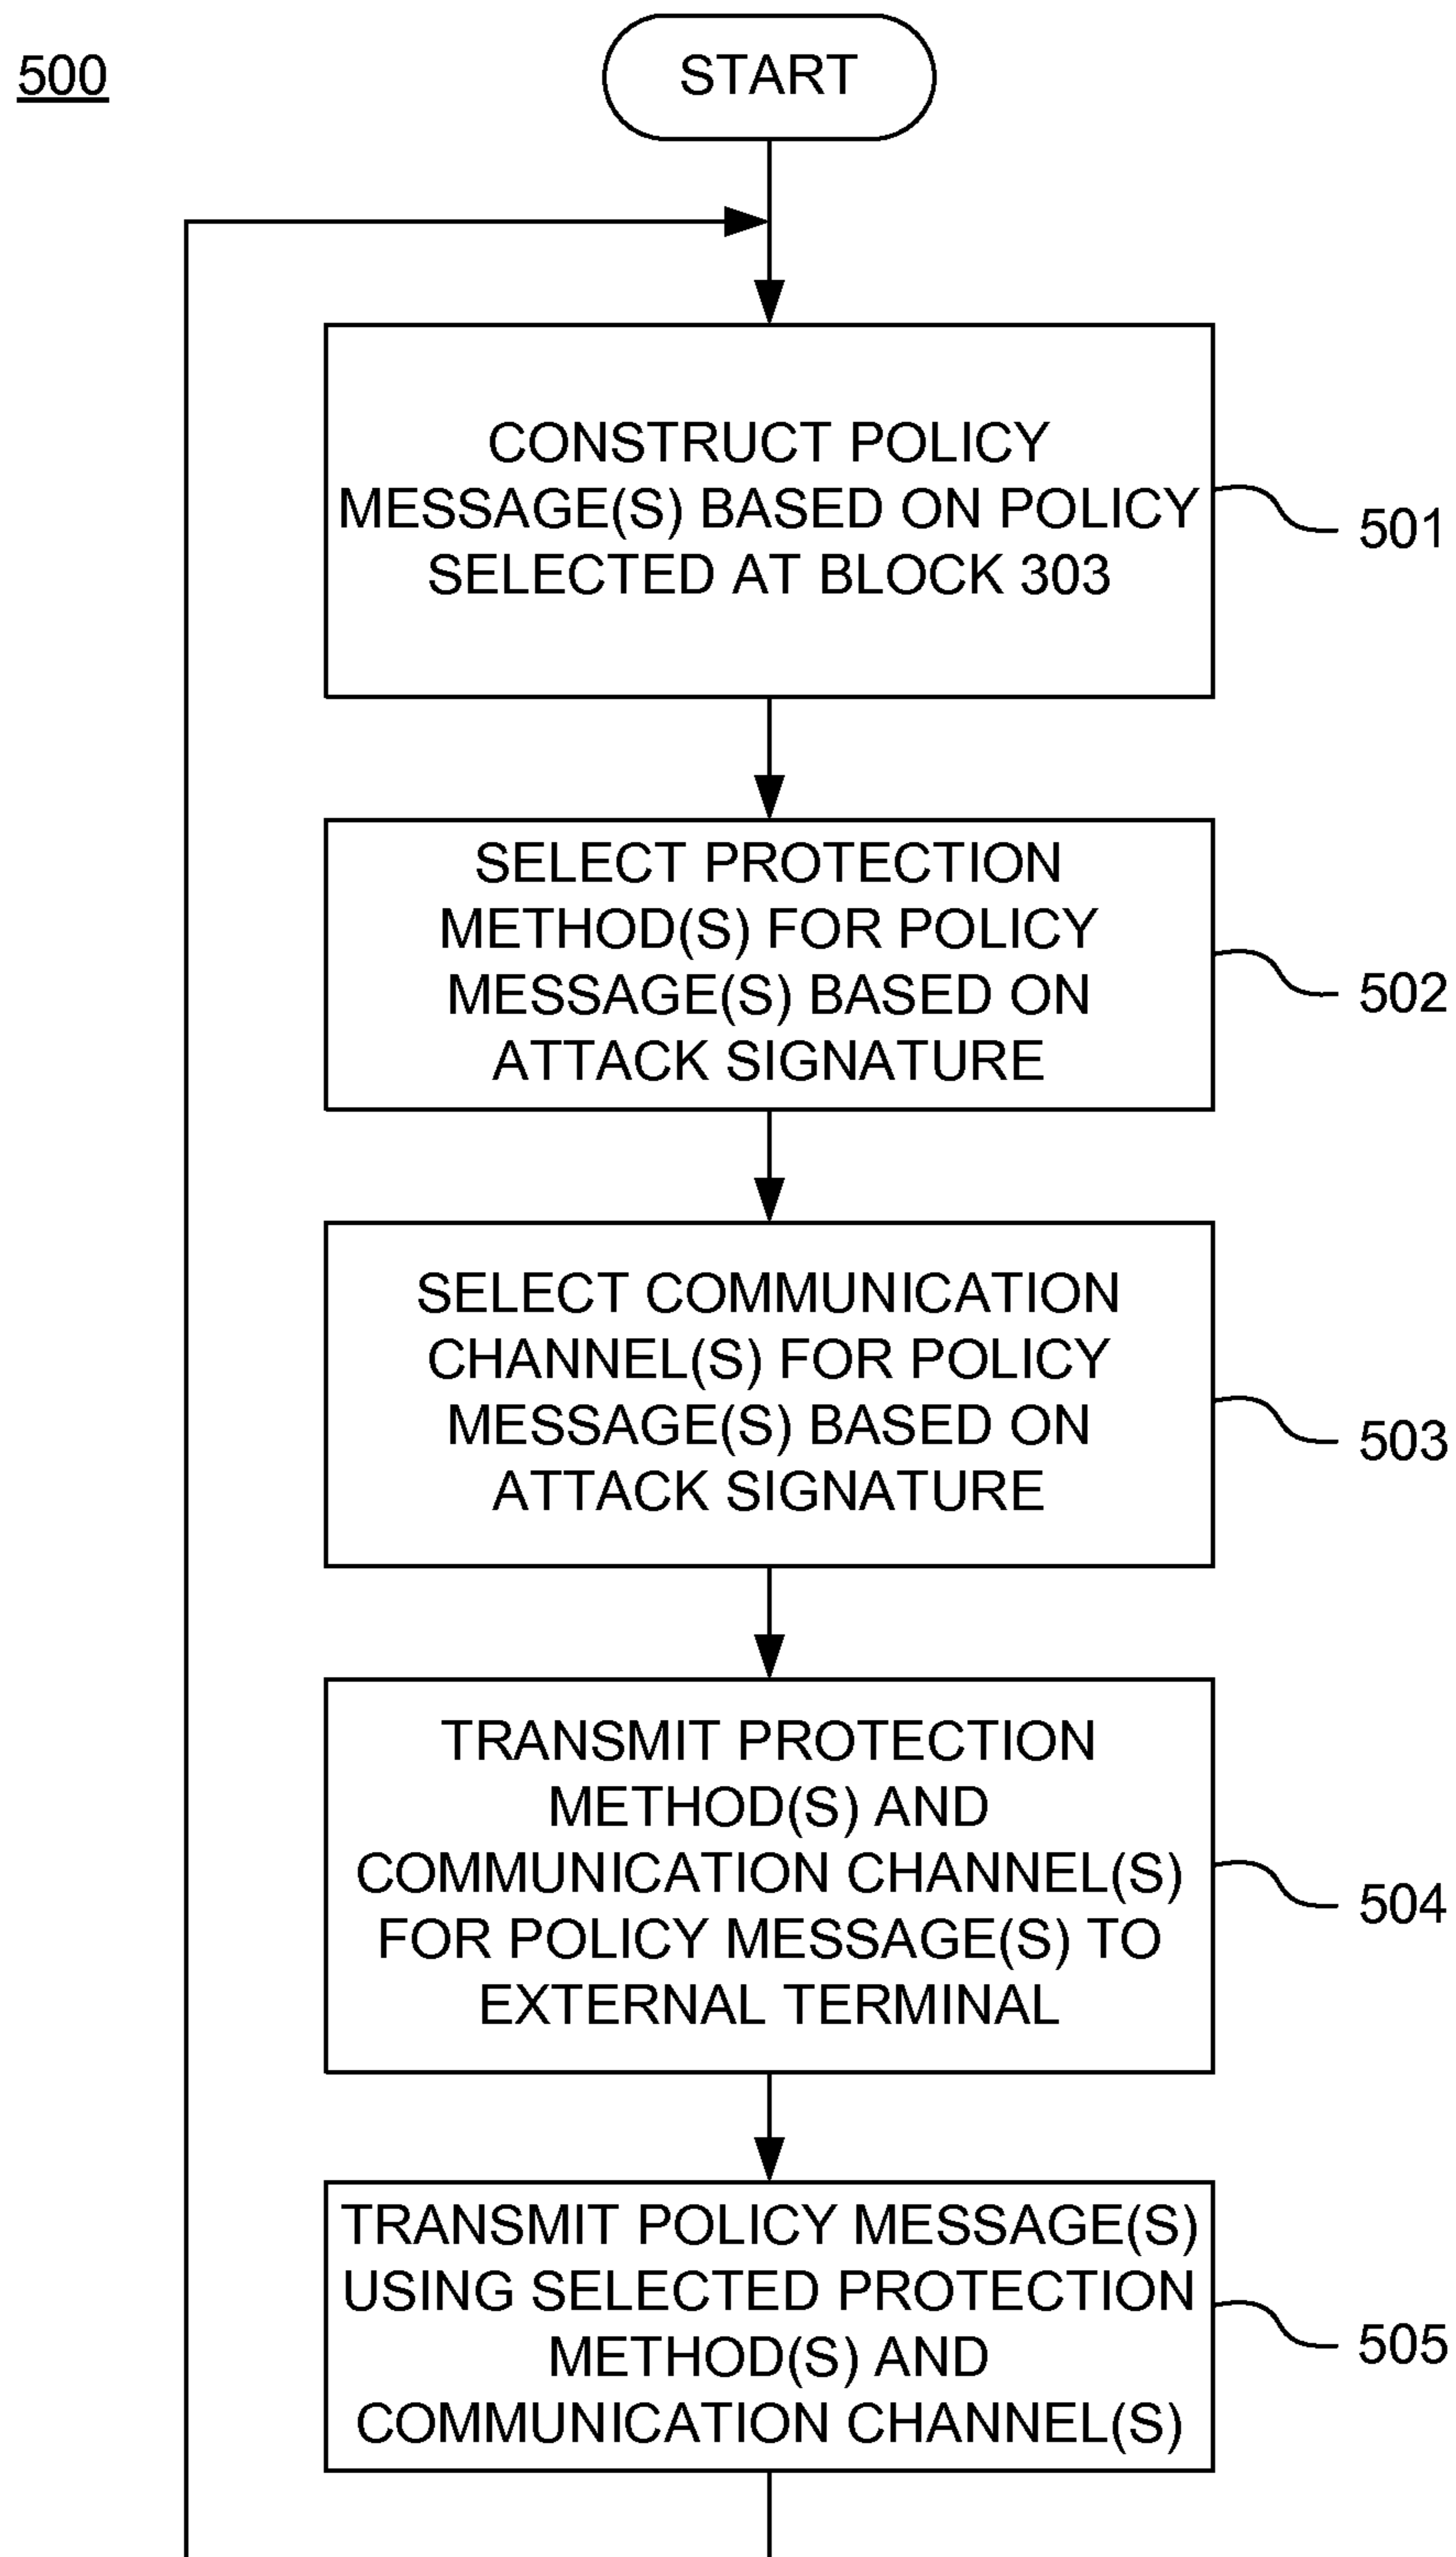 500
START
CONSTRUCT POLICY
MESSAGE(S) BASED ON POLICY
SELECTED AT BLOCK 303
501
SELECT PROTECTION
METHOD(S) FOR POLICY
MESSAGE(S) BASED ON
ATTACK SIGNATURE
502
SELECT COMMUNICATION
CHANNEL(S) FOR POLICY
MESSAGE(S) BASED ON
ATTACK SIGNATURE
503
TRANSMIT PROTECTION
METHOD(S) AND
COMMUNICATION CHANNEL(S)
FOR POLICY MESSAGE(S) TO
EXTERNAL TERMINAL
504
TRANSMIT POLICY MESSAGE(S)
USING SELECTED PROTECTION
METHOD(S) AND
COMMUNICATION CHANNEL(S)
505